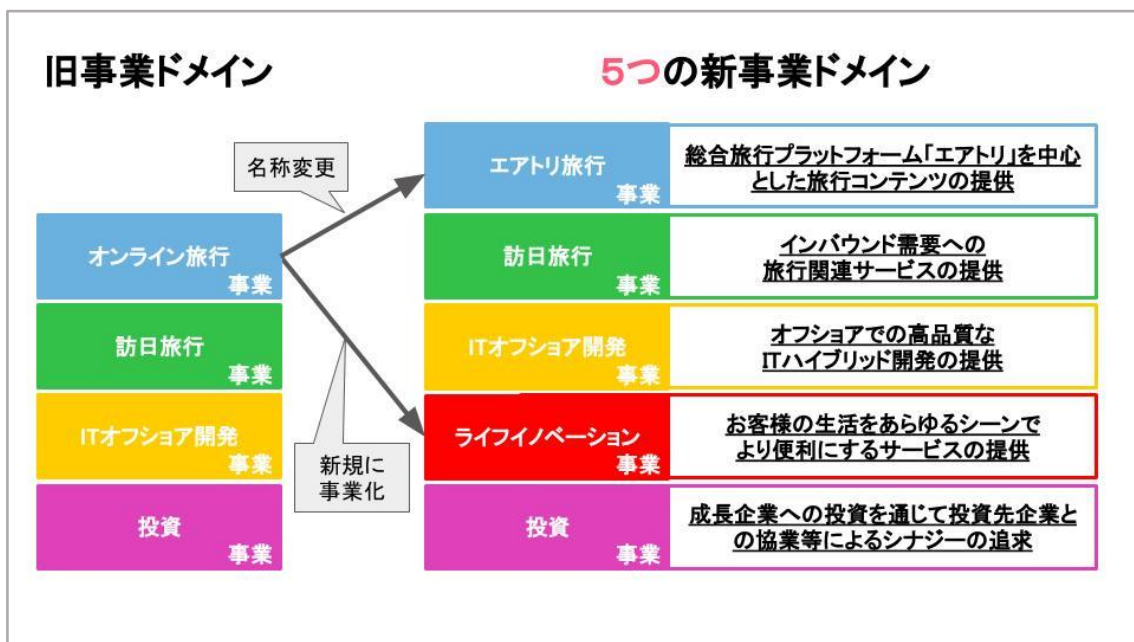 旧事業ドメイン
5つの新事業ドメイン
名称変更
オンライン旅行
事業
訪日旅行
事業
ITオフショア開発
事業
投資
事業
新規に
事業化
エアトリ旅行
事業
総合旅行プラットフォーム「エアトリ」を中心
とした旅行コンテンツの提供
訪日旅行
事業
インバウンド需要への
旅行関連サービスの提供
ITオフショア開発
事業
オフショアでの高品質な
ITハイブリッド開発の提供
ライフイノベーション
事業
お客様の生活をあらゆるシーンで
より便利にするサービスの提供
投資
事業
成長企業への投資を通じて投資先企業と
の協業等によるシナジーの追求